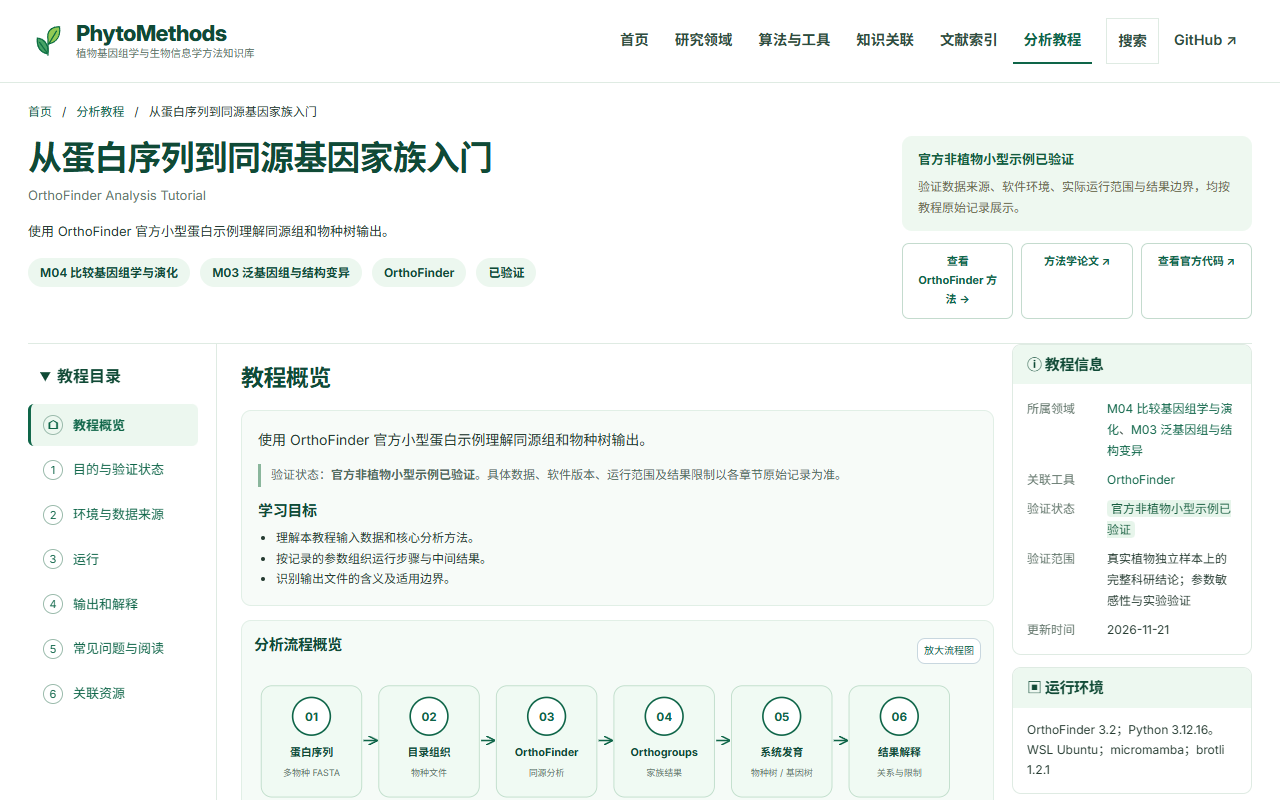 PhytoMethods
植物基因组学与生物信息学方法知识库
首页 研究领域 算法与工具 知识关联 文献索引 分析教程 搜索 GitHub ↗
首页 / 分析教程 / 从蛋白序列到同源基因家族入门
从蛋白序列到同源基因家族入门
OrthoFinder Analysis Tutorial
使用 OrthoFinder 官方小型蛋白示例理解同源组和物种树输出。
M04 比较基因组学与演化 M03 泛基因组与结构变异 OrthoFinder 已验证
官方非植物小型示例已验证
验证数据来源、软件环境、实际运行范围与结果边界，均按
教程原始记录展示。
查看
OrthoFinder 方
法 →
方法学论文 ↗
查看官方代码 ↗
▼ 教程目录
教程概览
1 目的与验证状态
2 环境与数据来源
3 运行
4 输出和解释
5 常见问题与阅读
6 关联资源
教程概览
使用 OrthoFinder 官方小型蛋白示例理解同源组和物种树输出。
验证状态：官方非植物小型示例已验证。具体数据、软件版本、运行范围及结果限制以各章节原始记录为准。
学习目标
• 理解本教程输入数据和核心分析方法。
• 按记录的参数组织运行步骤与中间结果。
• 识别输出文件的含义及适用边界。
分析流程概览
放大流程图
01
蛋白序列
多物种 FASTA
02
目录组织
物种文件
03
OrthoFinder
同源分析
04
Orthogroups
家族结果
05
系统发育
物种树 / 基因树
06
结果解释
关系与限制
ⓘ 教程信息
所属领域 M04 比较基因组学与演
化、M03 泛基因组与结
构变异
关联工具 OrthoFinder
验证状态 官方非植物小型示例已
验证
验证范围 真实植物独立样本上的
完整科研结论；参数敏
感性与实验验证
更新时间 2026-11-21
▣ 运行环境
OrthoFinder 3.2；Python 3.12.16。
WSL Ubuntu；micromamba；brotli
1.2.1